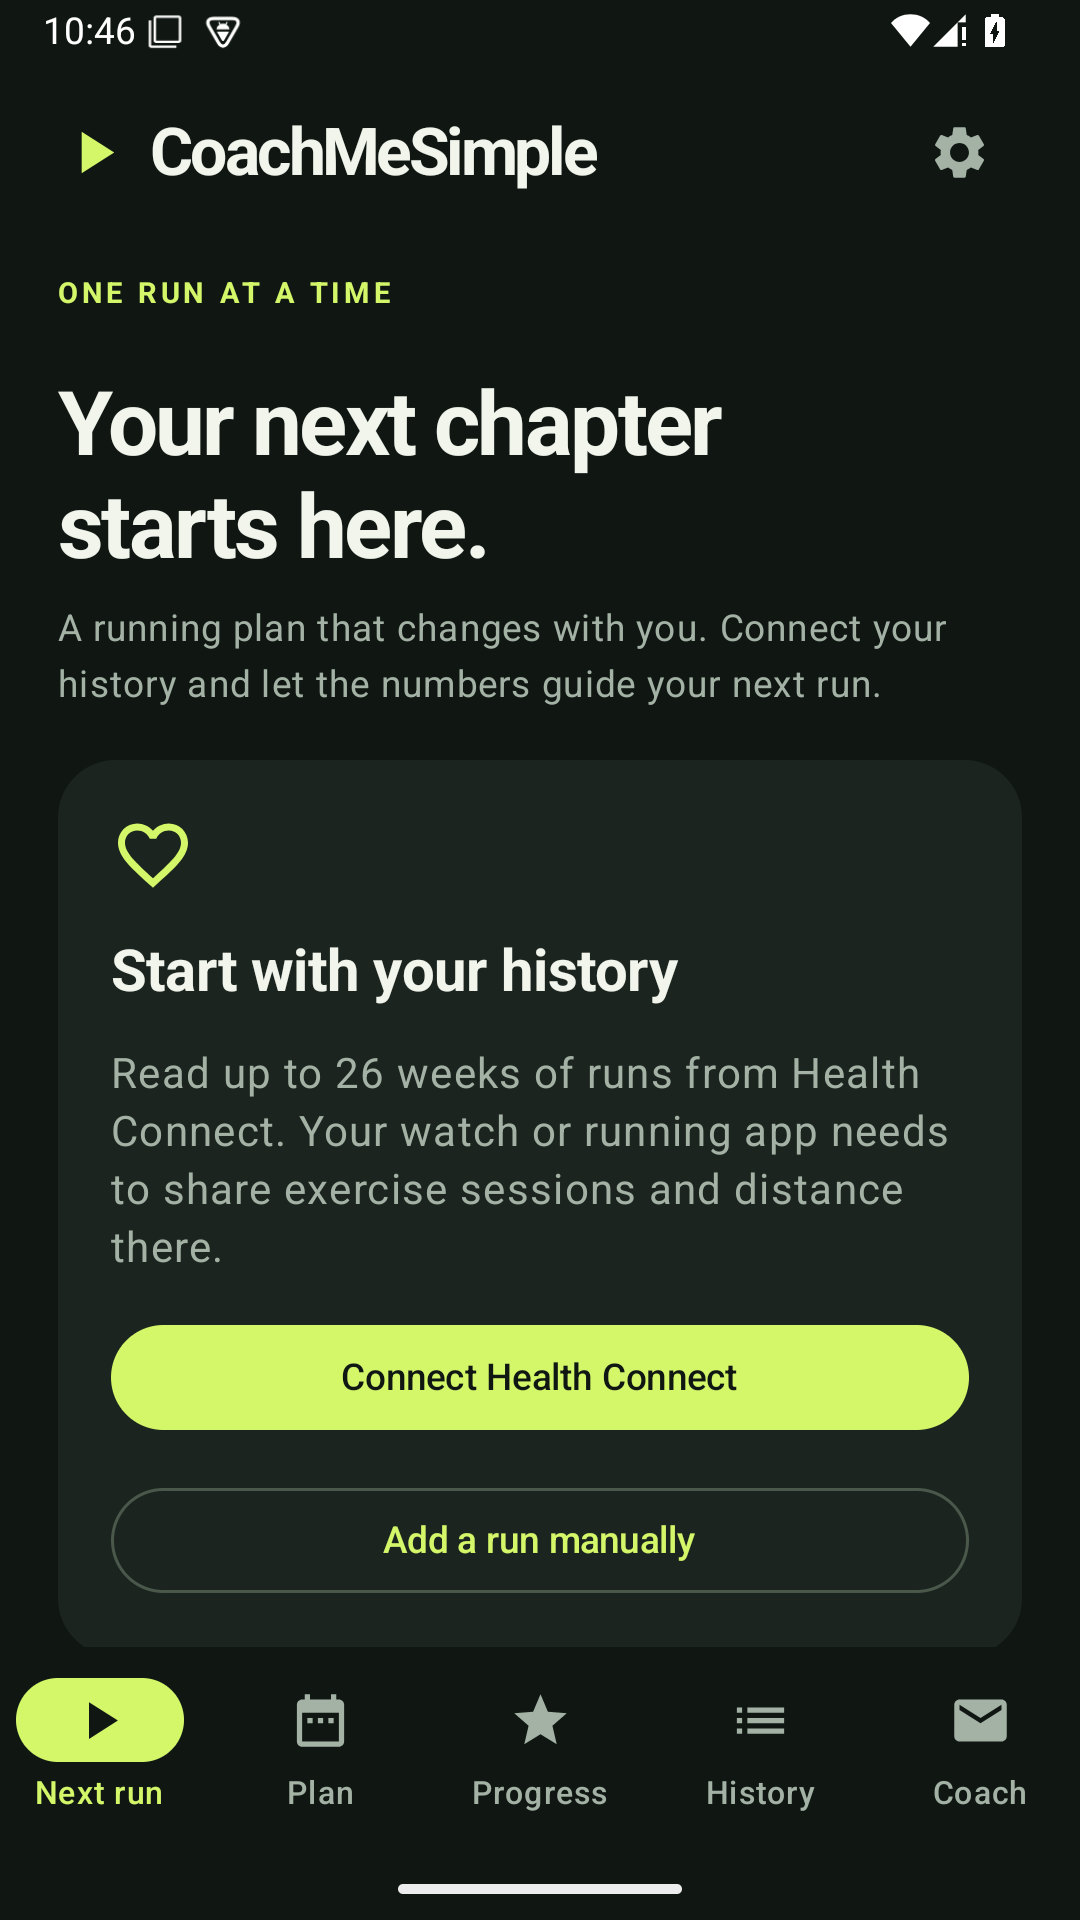 10:46
CoachMeSimple
ONE RUN AT A TIME
Your next chapter
starts here.
A running plan that changes with you. Connect your
history and let the numbers guide your next run.
Start with your history
Read up to 26 weeks of runs from Health
Connect. Your watch or running app needs
to share exercise sessions and distance
there.
Connect Health Connect
Add a run manually
Next run Plan Progress History Coach